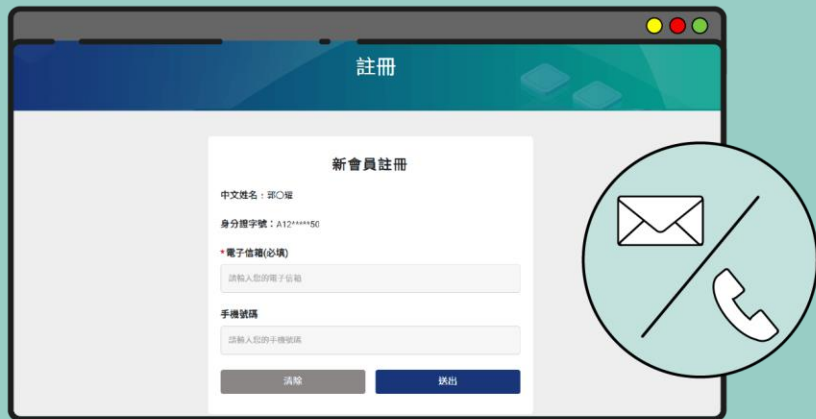 註冊
新會員註冊
中文姓名：郭○耀
身分證字號：A12*****50
*電子信箱(必填)
請輸入您的電子信箱
手機號碼
請輸入您的手機號碼
清除
送出